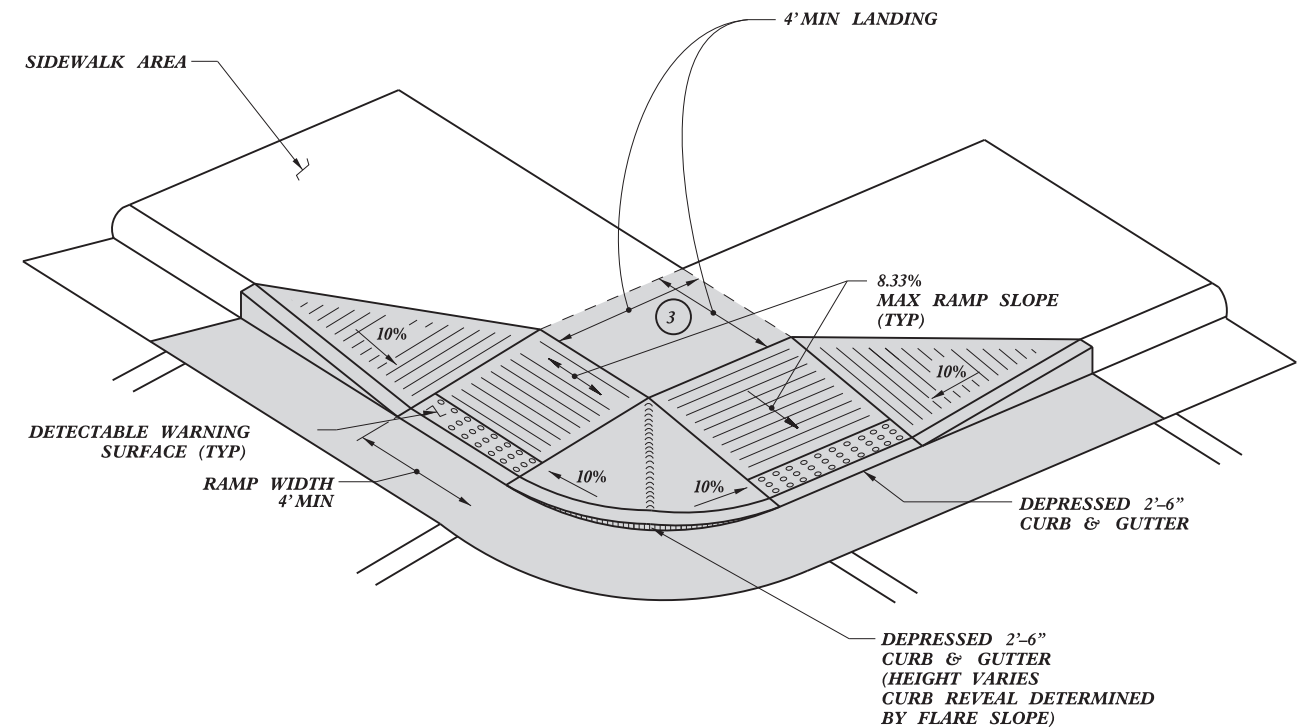 4' MIN LANDING
SIDEWALK AREA
8.33%
MAX RAMP SLOPE
(TYP)
3
10%
10%
DETECTABLE WARNING
SURFACE (TYP)
RAMP WIDTH
4' MIN
10%
10%
DEPRESSED 2'–6”
CURB & GUTTER
DEPRESSED 2'–6”
CURB & GUTTER
(HEIGHT VARIES
CURB REVEAL DETERMINED
BY FLARE SLOPE)